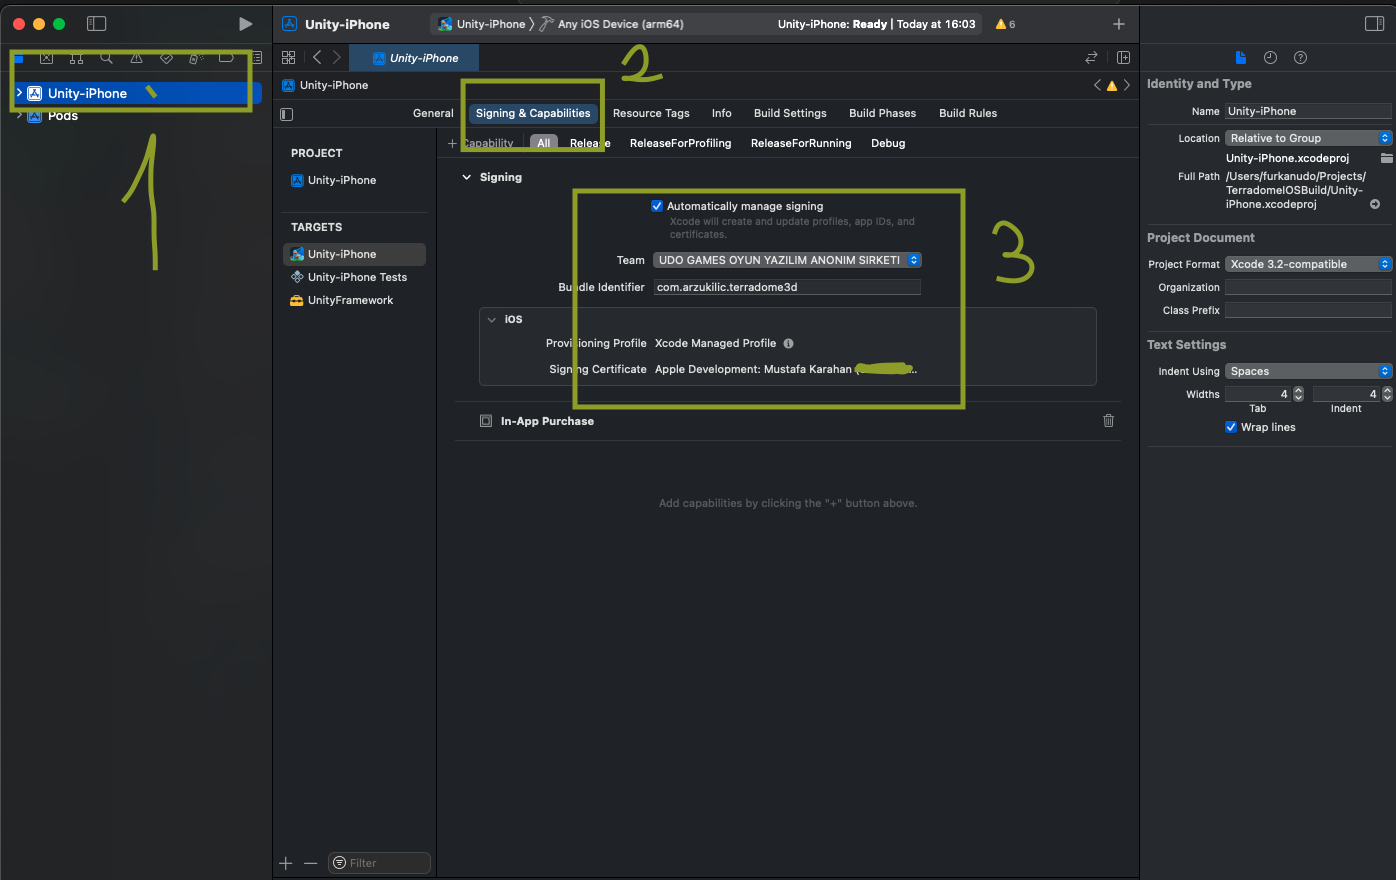 Unity-iPhone
Unity-iPhone
Any iOS Device (arm64)
Unity-iPhone: Ready | Today at 16:03
6
Unity-iPhone
Unity-iPhone
Unity-iPhone
Pods
1
2
3
General
Signing & Capabilities
Resource Tags
Info
Build Settings
Build Phases
Build Rules
+ Capability
All
Release
ReleaseForProfiling
ReleaseForRunning
Debug
PROJECT
Unity-iPhone
TARGETS
Unity-iPhone
Unity-iPhone Tests
UnityFramework
Signing
Automatically manage signing
Xcode will create and update profiles, app IDs, and
certificates.
Team UDO GAMES OYUN YAZILIM ANONIM SIRKETI
Bundle Identifier com.arzukilic.terradome3d
iOS
Provisioning Profile Xcode Managed Profile
Signing Certificate Apple Development: Mustafa Karahan (
In-App Purchase
Add capabilities by clicking the "+" button above.
Filter
Identity and Type
Name Unity-iPhone
Location Relative to Group
Unity-iPhone.xcodeproj
Full Path /Users/furkanudo/Projects/
TerradomeIOSBuild/Unity-
iPhone.xcodeproj
Project Document
Project Format Xcode 3.2-compatible
Organization
Class Prefix
Text Settings
Indent Using Spaces
Widths 4 4
Tab Indent
Wrap lines